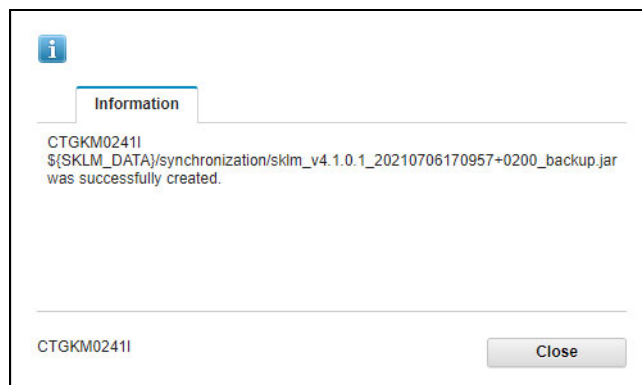 i
Information
CTGKM0241I
${SKLM_DATA}/synchronization/sklm_v4.1.0.1_20210706170957+0200_backup.jar
was successfully created.
CTGKM0241I
Close